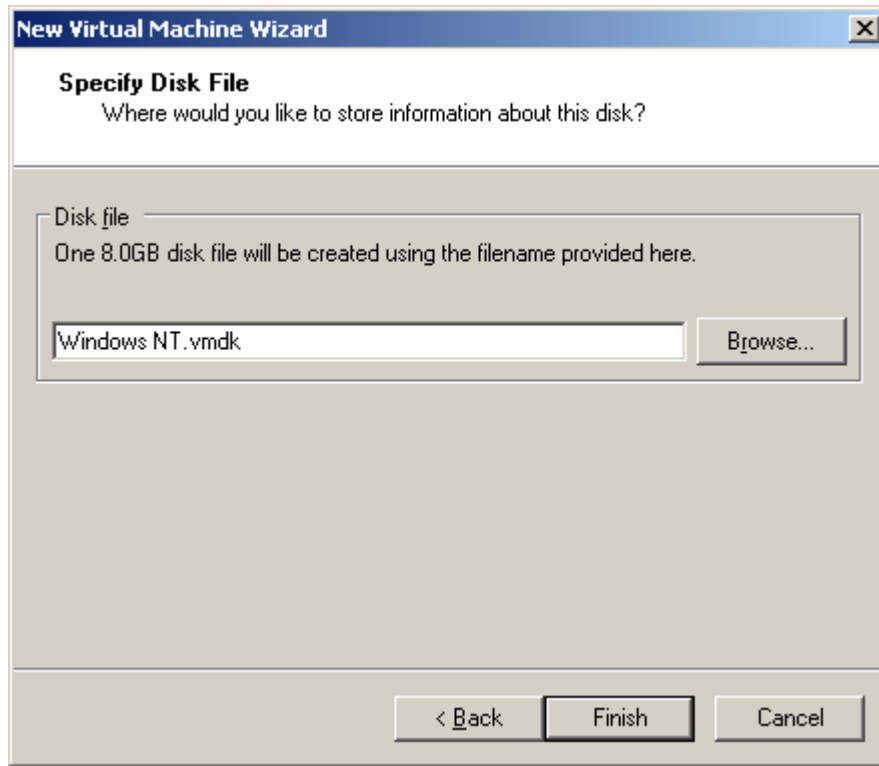 New Virtual Machine Wizard
Specify Disk File
Where would you like to store information about this disk?
Disk file
One 8.0GB disk file will be created using the filename provided here.
Windows NT.vmdk
Browse...
< Back
Finish
Cancel